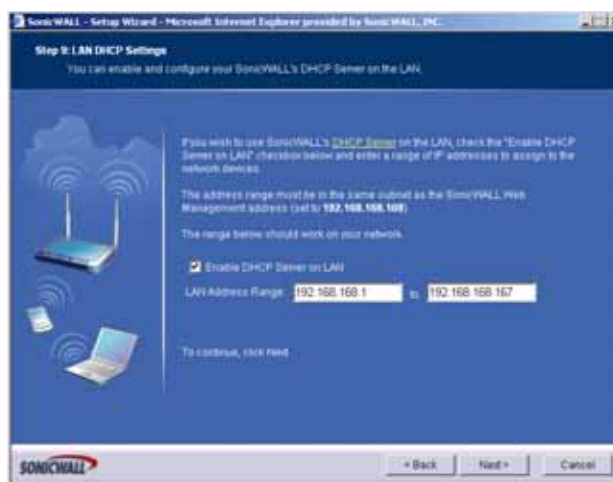 SonicWALL - Setup Wizard - Microsoft Internet Explorer provided by SonicWALL, INC.
Step 9: LAN DHCP Settings
You can enable and configure your SonicWALL's DHCP Server on the LAN.
If you wish to use SonicWALL's DHCP Server on the LAN, check the "Enable DHCP
Server on LAN" checkbox below and enter a range of IP addresses to assign to the
network devices.
The address range must be in the same subnet as the SonicWALL Web
Management address (set to 192.168.168.168).
The range below should work on your network.
Enable DHCP Server on LAN
LAN Address Range: 192.168.168.1 to 192.168.168.167
To continue, click Next.
SONICWALL
< Back Next > Cancel